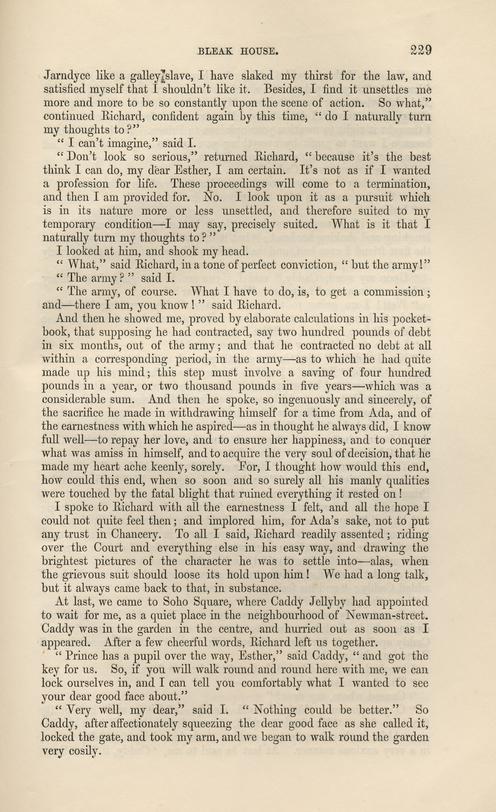 BLEAK HOUSE. 229
Jarndyce like a galley slave, I have slaked my thirst for the law, and
satisfied myself that I shouldn't like it. Besides, I find it unsettles me
more and more to be so constantly upon the scene of action. So what,"
continued Richard, confident again by this time, "do I naturally turn
my thoughts to?"
"I can't imagine," said I.
"Don't look so serious," returned Richard, "because it's the best
think I can do, my dear Esther, I am certain. It's not as if I wanted
a profession for life. These proceedings will come to a termination,
and then I am provided for. No. I look upon it as a pursuit which
is in its nature more or less unsettled, and therefore suited to my
temporary condition—I may say, precisely suited. What is it that I
naturally turn my thoughts to?"
I looked at him, and shook my head.
"What," said Richard, in a tone of perfect conviction, "but the army!"
"The army?" said I.
"The army, of course. What I have to do, is, to get a commission;
and—there I am, you know!" said Richard.
And then he showed me, proved by elaborate calculations in his pocket-
book, that supposing he had contracted, say two hundred pounds of debt
in six months, out of the army; and that he contracted no debt at all
within a corresponding period, in the army—as to which he had quite
made up his mind; this step must involve a saving of four hundred
pounds in a year, or two thousand pounds in five years—which was a
considerable sum. And then he spoke, so ingenuously and sincerely, of
the sacrifice he made in withdrawing himself for a time from Ada, and of
the earnestness with which he aspired—as in thought he always did, I know
full well—to repay her love, and to ensure her happiness, and to conquer
what was amiss in himself, and to acquire the very soul of decision, that he
made my heart ache keenly, sorely. For, I thought how would this end,
how could this end, when so soon and so surely all his manly qualities
were touched by the fatal blight that ruined everything it rested on!
I spoke to Richard with all the earnestness I felt, and all the hope I
could not quite feel then; and implored him, for Ada's sake, not to put
any trust in Chancery. To all I said, Richard readily assented; riding
over the Court and everything else in his easy way, and drawing the
brightest pictures of the character he was to settle into—alas, when
the grievous suit should loose its hold upon him! We had a long talk,
but it always came back to that, in substance.
At last, we came to Soho Square, where Caddy Jellyby had appointed
to wait for me, as a quiet place in the neighbourhood of Newman-street.
Caddy was in the garden in the centre, and hurried out as soon as I
appeared. After a few cheerful words, Richard left us together.
"Prince has a pupil over the way, Esther," said Caddy, "and got the
key for us. So, if you will walk round and round here with me, we can
lock ourselves in, and I can tell you comfortably what I wanted to see
your dear good face about."
"Very well, my dear," said I. "Nothing could be better." So
Caddy, after affectionately squeezing the dear good face as she called it,
locked the gate, and took my arm, and we began to walk round the garden
very cosily.